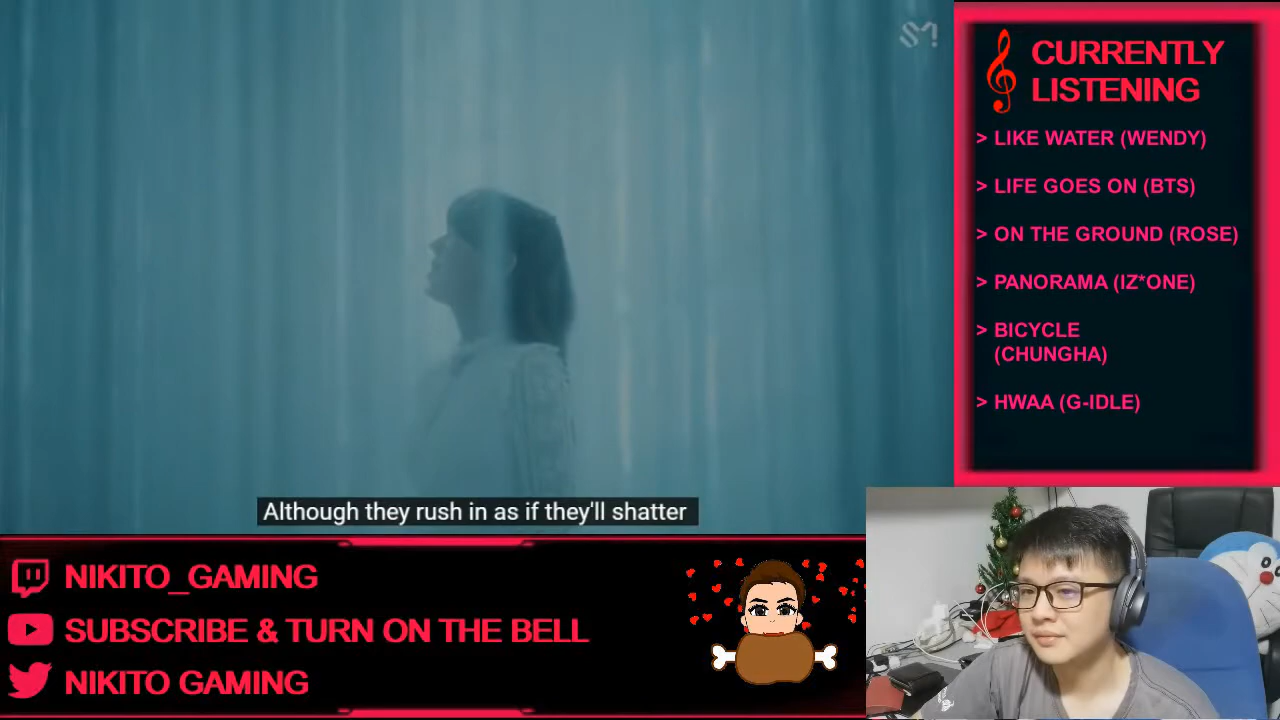 SM!
CURRENTLY
LISTENING
> LIKE WATER (WENDY)
> LIFE GOES ON (BTS)
> ON THE GROUND (ROSE)
> PANORAMA (IZ*ONE)
> BICYCLE
(CHUNGHA)
> HWAA (G-IDLE)
Although they rush in as if they'll shatter
NIKITO_GAMING
SUBSCRIBE & TURN ON THE BELL
NIKITO GAMING